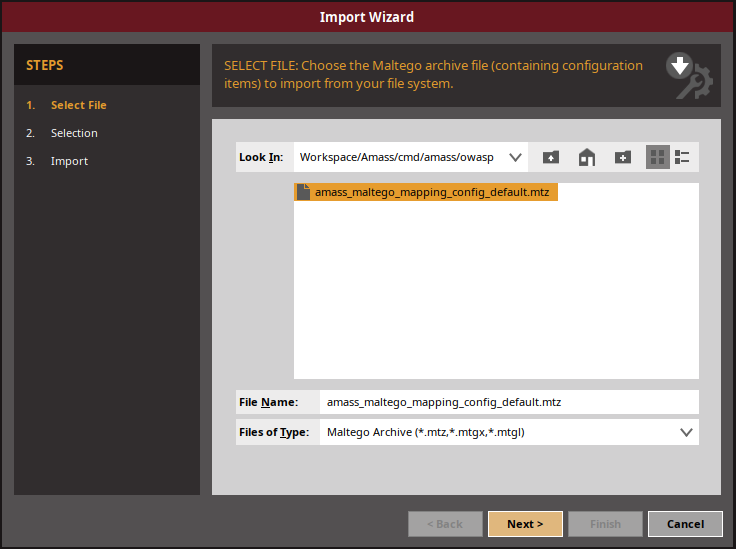 Import Wizard
STEPS
1. Select File
2. Selection
3. Import
SELECT FILE: Choose the Maltego archive file (containing configuration
items) to import from your file system.
Look In: Workspace/Amass/cmd/amass/owasp
amass_maltego_mapping_config_default.mtz
File Name: amass_maltego_mapping_config_default.mtz
Files of Type: Maltego Archive (*.mtz,*.mtgx,*.mtgl)
< Back Next > Finish Cancel